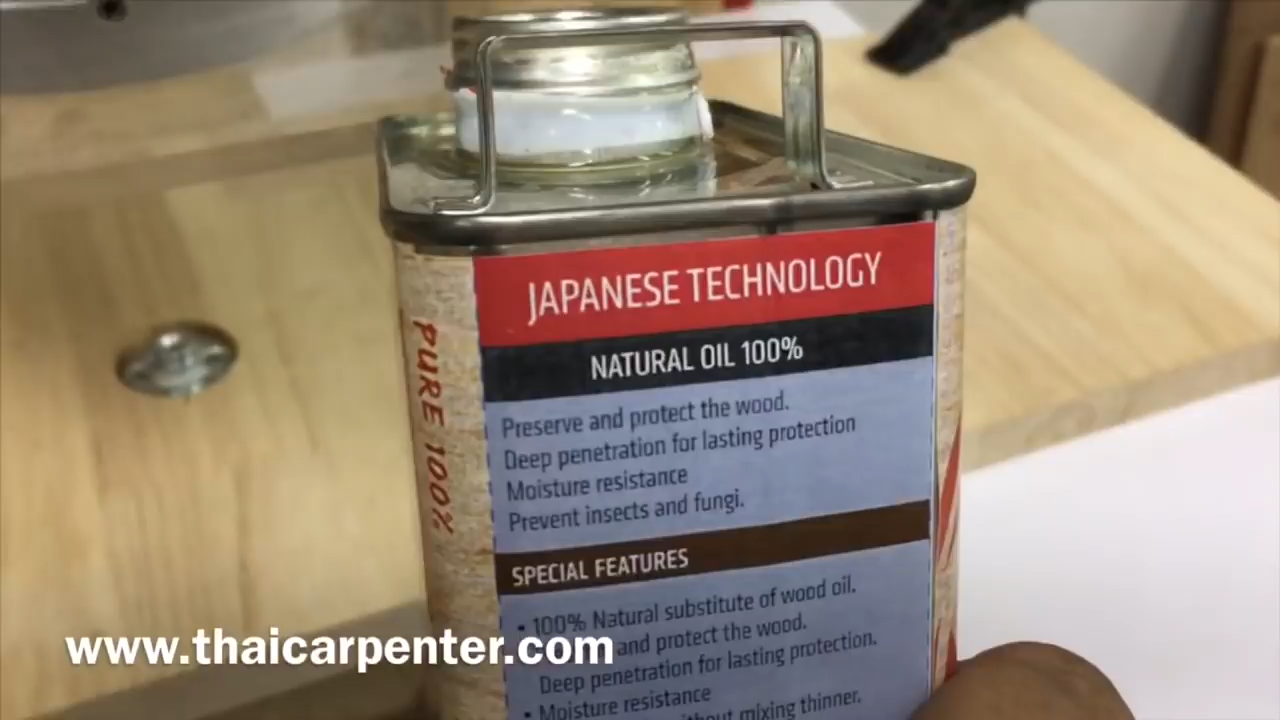 JAPANESE TECHNOLOGY
NATURAL OIL 100%
Preserve and protect the wood.
Deep penetration for lasting protection
Moisture resistance
Prevent insects and fungi.
SPECIAL FEATURES
• 100% Natural substitute of wood oil.
and protect the wood.
Deep penetration for lasting protection.
• Moisture resistance
mixing thinner.
PURE 100%
www.thaicarpenter.com